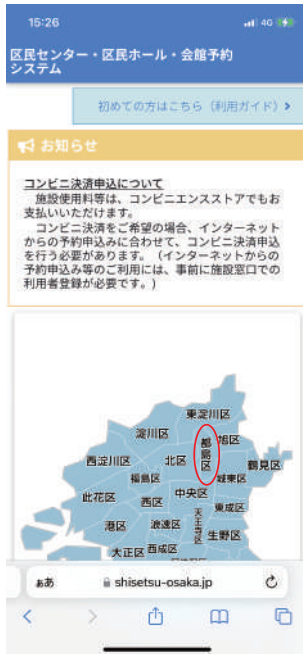 15:26
4G
区民センター・区民ホール・会館予約
システム
初めての方はこちら（利用ガイド）
お知らせ
コンビニ決済申込について
施設使用料等は、コンビニエンスストアでもお
支払いいただけます。
コンビニ決済をご希望の場合、インターネット
からの予約申込みに合わせて、コンビニ決済申込
を行う必要があります。（インターネットからの
予約申込み等のご利用には、事前に施設窓口での
利用者登録が必要です。)
東淀川区
淀川区
都島区
旭区
西淀川区
北区
鶴見区
福島区
城東区
此花区
西区
中央区
東成区
港区
浪速区
天王寺区
生野区
大正区
西成区
ぁあ
shisetsu-osaka.jp